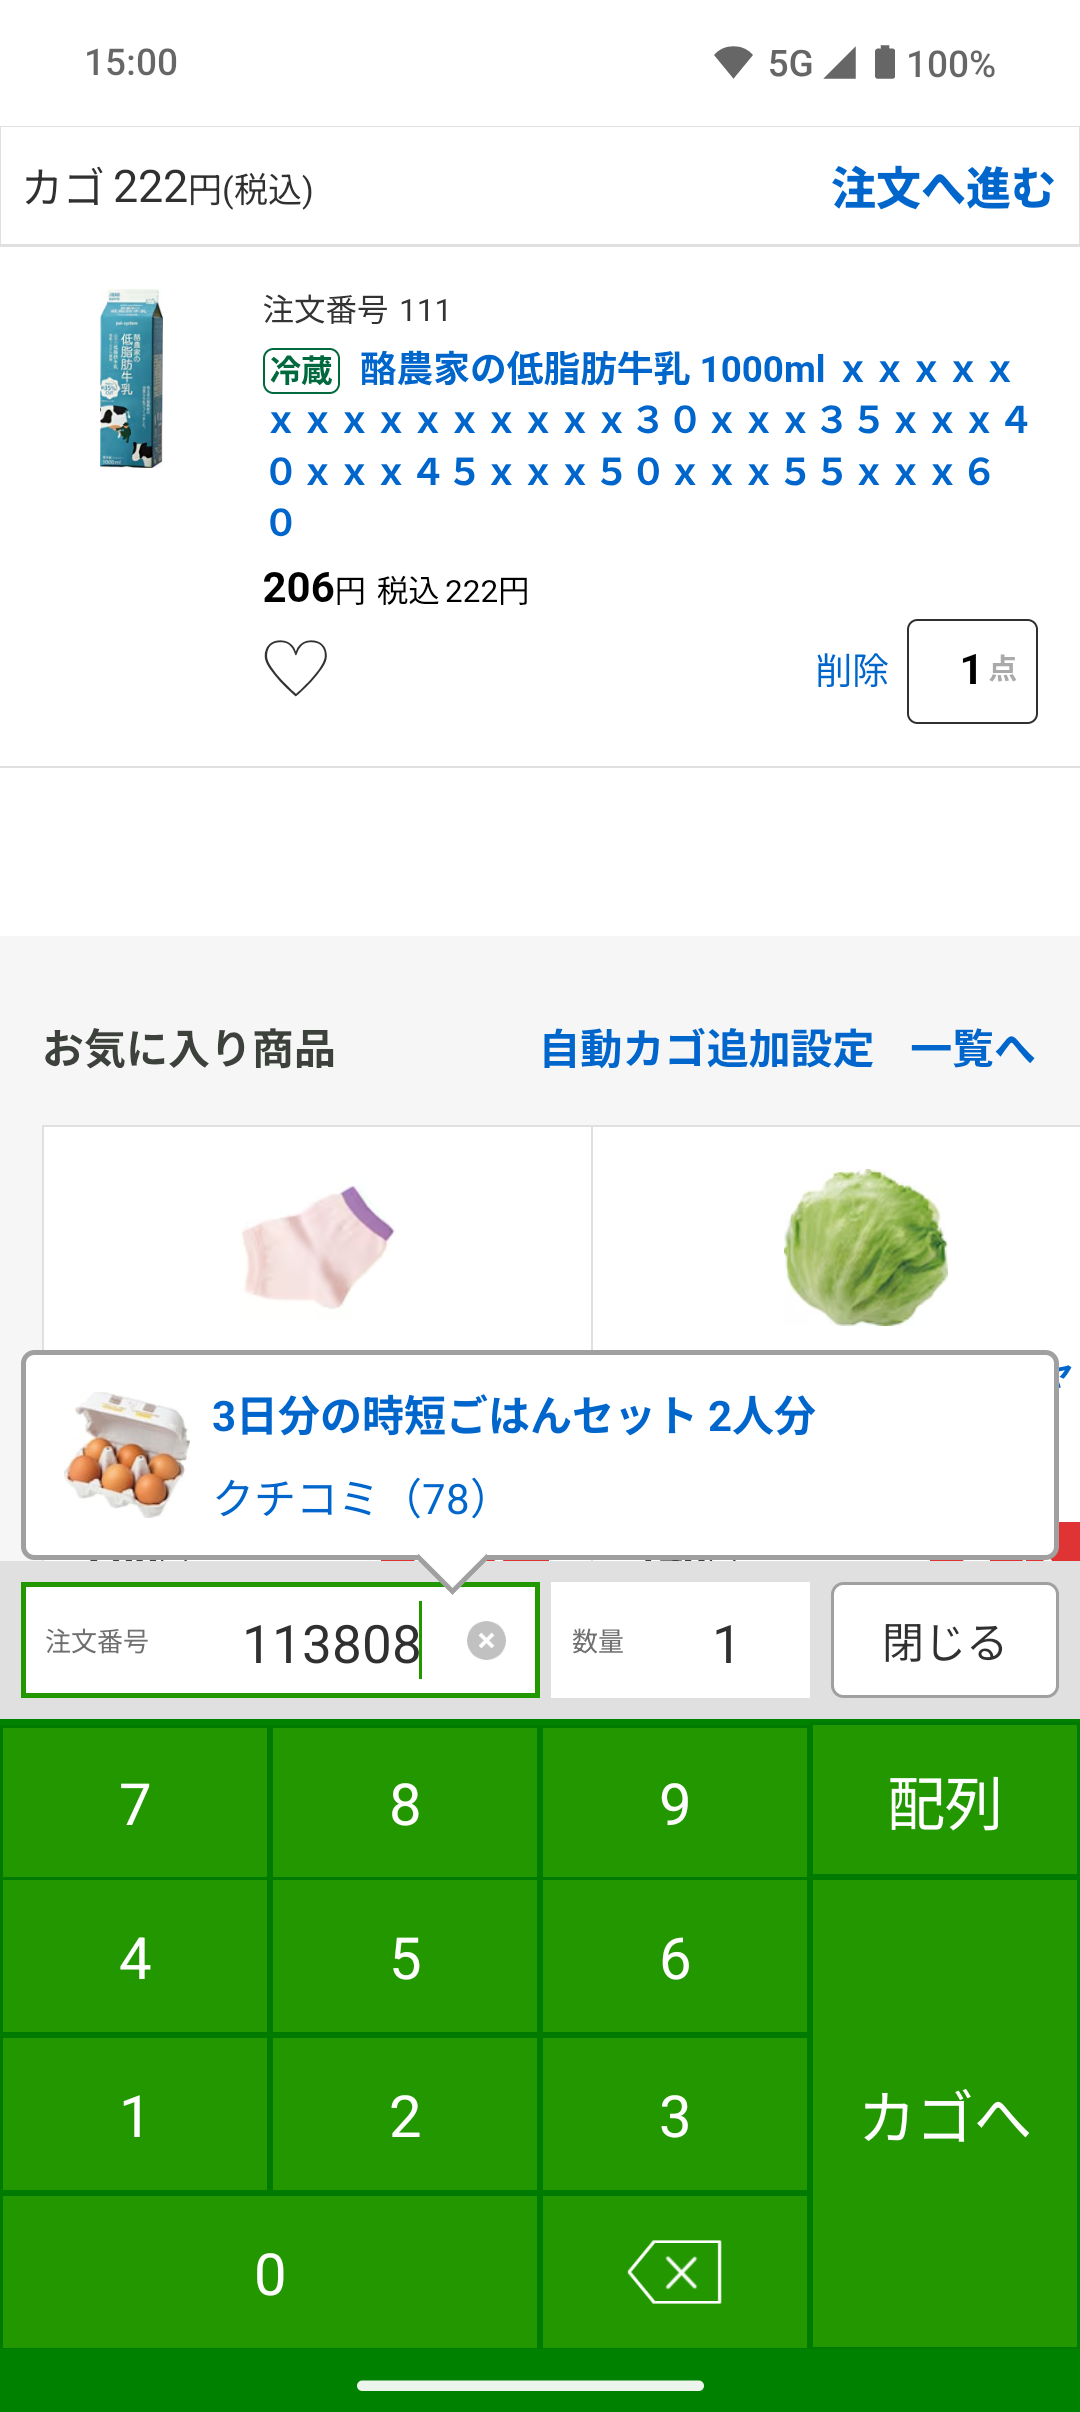 15:00 5G 100%
カゴ 222円(税込) 注文へ進む
注文番号 111
冷蔵 酪農家の低脂肪牛乳 1000ml ｘｘｘｘｘ
ｘｘｘｘｘｘｘｘｘｘ３０ｘｘｘ３５ｘｘｘ４
０ｘｘｘ４５ｘｘｘ５０ｘｘｘ５５ｘｘｘ６
０
206円 税込 222円
削除 1 点
お気に入り商品 自動カゴ追加設定 一覧へ
3日分の時短ごはんセット 2人分
クチコミ（78）
注文番号 113808 数量 1 閉じる
7 8 9 配列
4 5 6
1 2 3 カゴへ
0